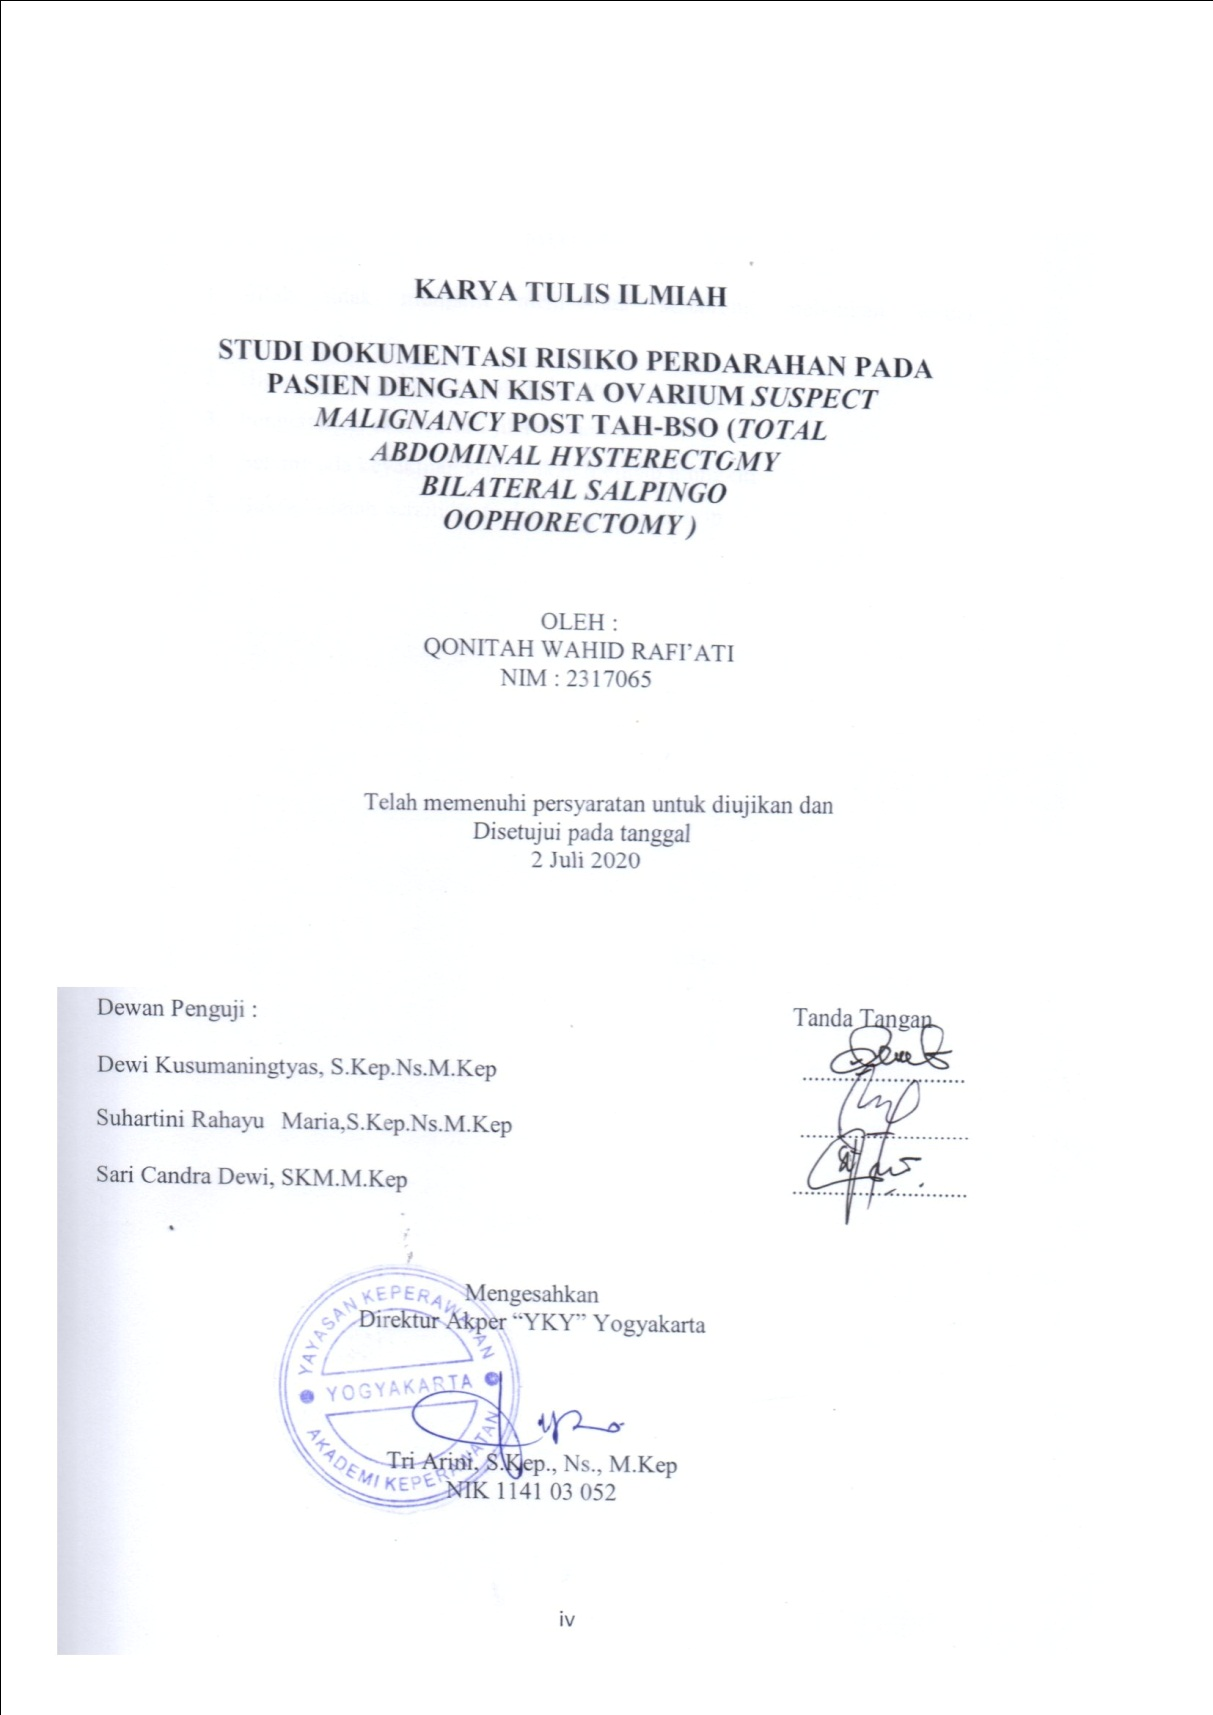 KARYA TULIS ILMIAH
STUDI DOKUMENTASI RISIKO PERDARAHAN PADA
PASIEN DENGAN KISTA OVARIUM SUSPECT
MALIGNANCY POST TAH-BSO (TOTAL
ABDOMINAL HYSTERECTOMY
BILATERAL SALPINGO
OOPHORECTOMY )
OLEH :
QONITAH WAHID RAFI’ATI
NIM : 2317065
Telah memenuhi persyaratan untuk diujikan dan
Disetujui pada tanggal
2 Juli 2020
Dewan Penguji :
Tanda Tangan
Dewi Kusumaningtyas, S.Kep.Ns.M.Kep
Suhartini Rahayu Maria,S.Kep.Ns.M.Kep
Sari Candra Dewi, SKM.M.Kep
Mengesahkan
Direktur Akper “YKY” Yogyakarta
YAYASAN KEPERAWATAN
YOGYAKARTA
AKADEMI KEPERAWATAN
Tri Arini, S.Kep., Ns., M.Kep
NIK 1141 03 052
iv